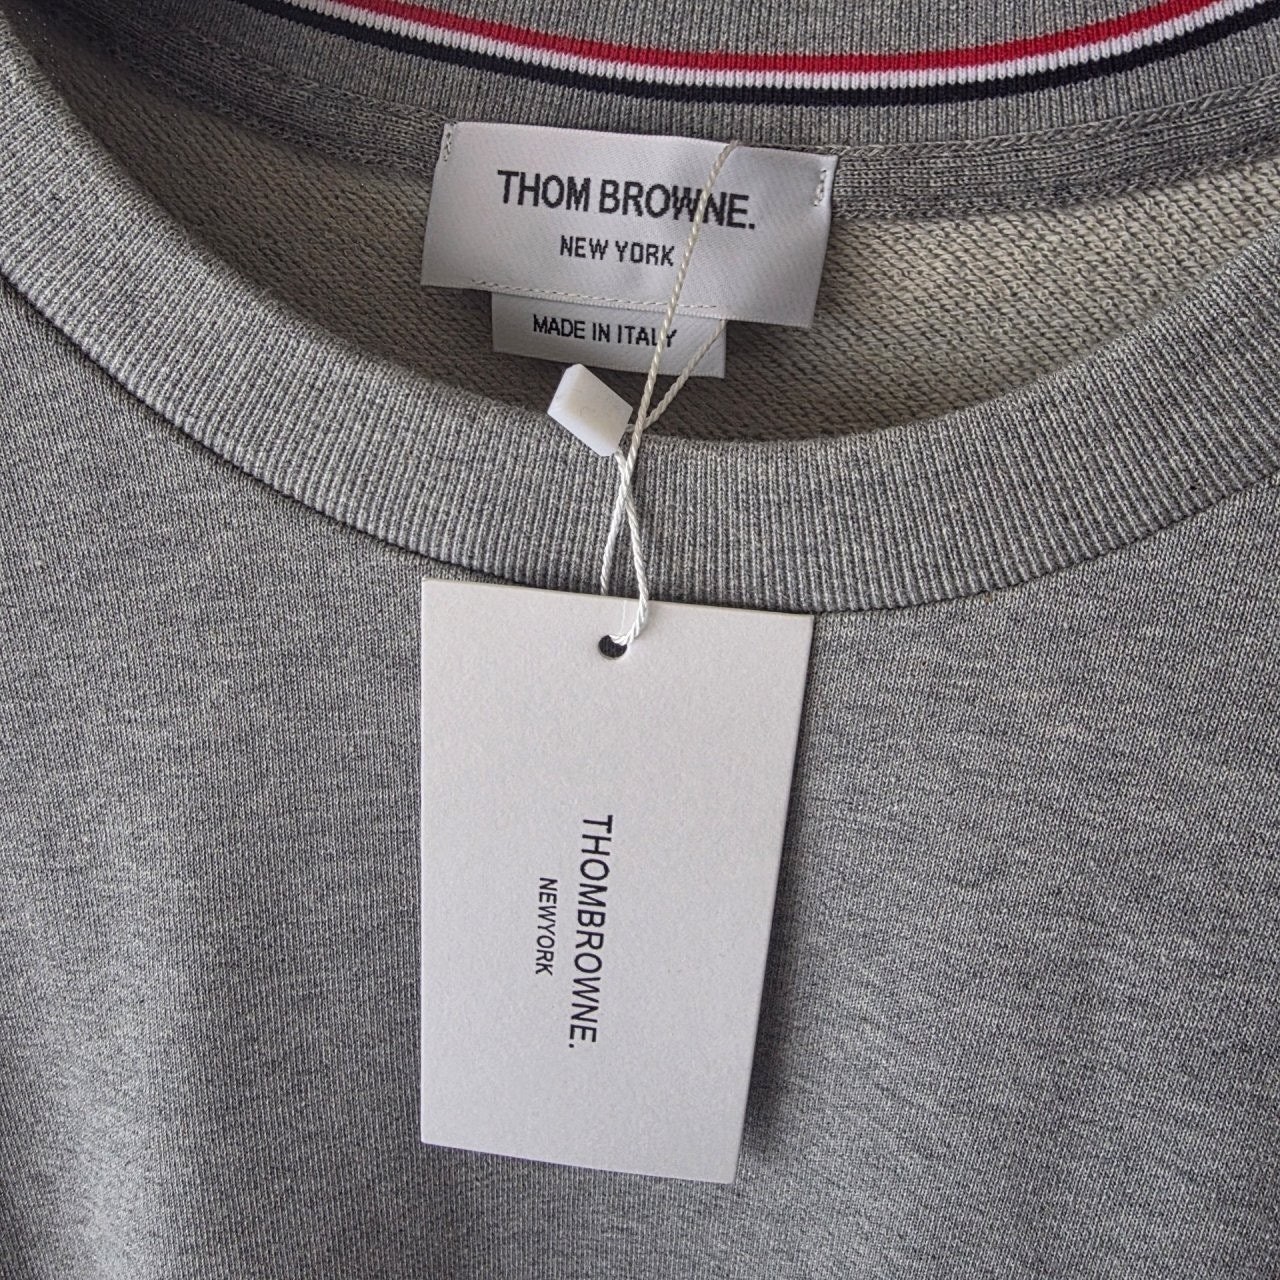 THOM BROWNE.
NEW YORK
MADE IN ITALY
THOMBROWNE.
NEWYORK